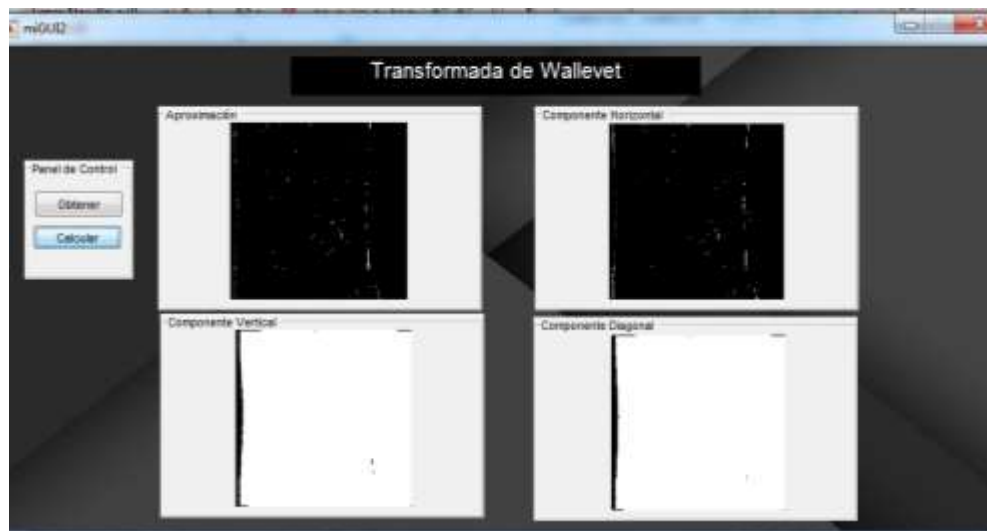 miGUI2
Transformada de Wallevet
Aproximación
Componente Horizontal
Panel de Control
Obtener
Calcular
Componente Vertical
Componente Diagonal